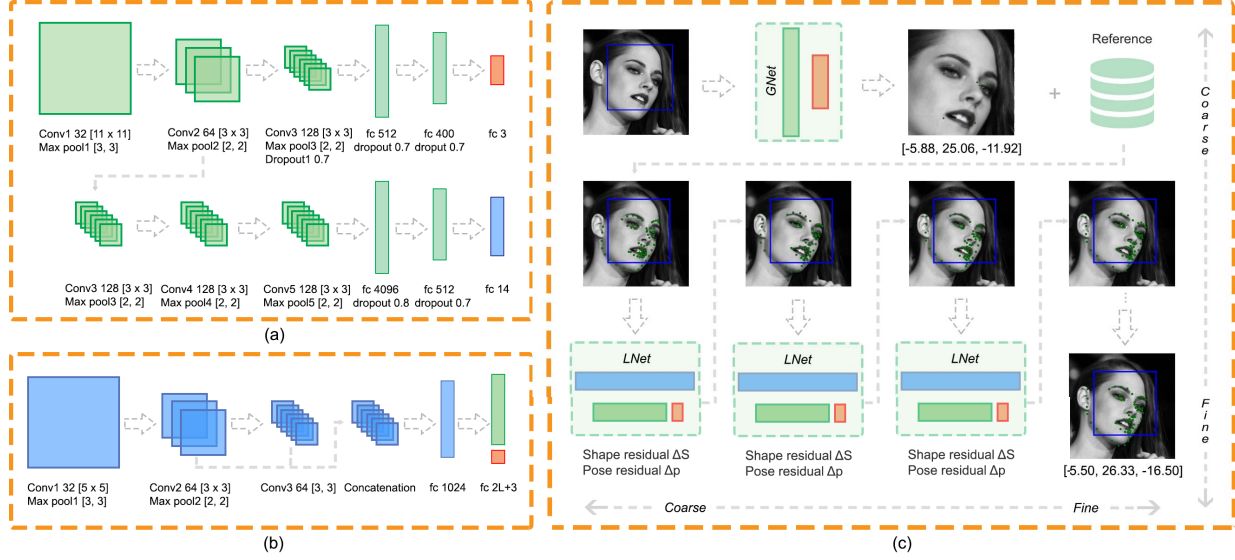 Conv1 32 [11 x 11]
Max pool1 [3, 3]
Conv2 64 [3 x 3]
Max pool2 [2, 2]
Conv3 128 [3 x 3]
Max pool3 [2, 2]
Dropout1 0.7
fc 512
dropout 0.7
fc 400
droput 0.7
fc 3
Conv3 128 [3 x 3]
Max pool3 [2, 2]
Conv4 128 [3 x 3]
Max pool4 [2, 2]
Conv5 128 [3 x 3]
Max pool5 [2, 2]
fc 4096
dropout 0.8
fc 512
dropout 0.7
fc 14
(a)
Conv1 32 [5 x 5]
Max pool1 [3, 3]
Conv2 64 [3 x 3]
Max pool2 [2, 2]
Conv3 64 [3, 3]
Concatenation
fc 1024
fc 2L+3
(b)
GNet
[-5.88, 25.06, -11.92]
+
Reference
Coarse
Fine
LNet
LNet
LNet
Shape residual ΔS
Pose residual Δp
Shape residual ΔS
Pose residual Δp
Shape residual ΔS
Pose residual Δp
[-5.50, 26.33, -16.50]
Coarse
Fine
(c)